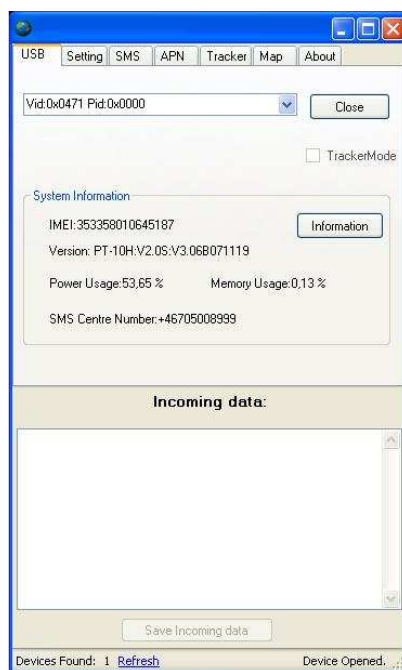 USB Setting SMS APN Tracker Map About
Vid:0x0471 Pid:0x0000 Close
TrackerMode
System Information
IMEI:353358010645187 Information
Version: PT-10H:V2.0S:V3.06B071119
Power Usage:53,65 % Memory Usage:0,13 %
SMS Centre Number:+46705008999
Incoming data:
Save Incoming data
Devices Found: 1 Refresh Device Opened.